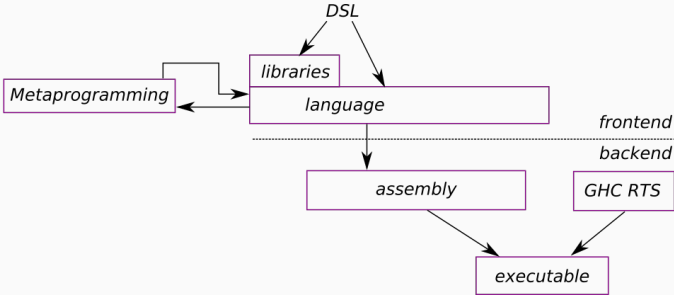 DSL
libraries
Metaprogramming
language
frontend
backend
assembly
GHC RTS
executable